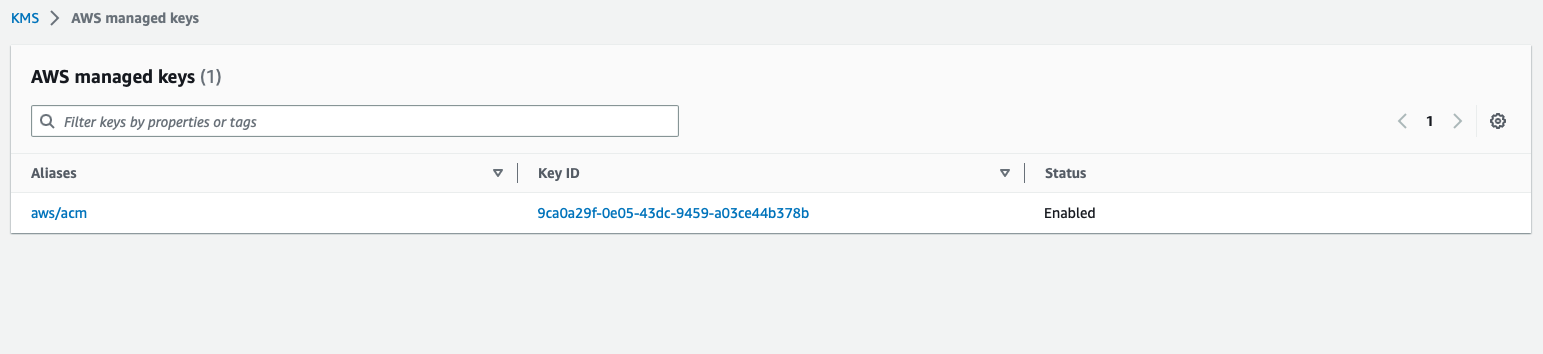 KMS > AWS managed keys
AWS managed keys (1)
Filter keys by properties or tags
1
Aliases Key ID Status
aws/acm 9ca0a29f-0e05-43dc-9459-a03ce44b378b Enabled